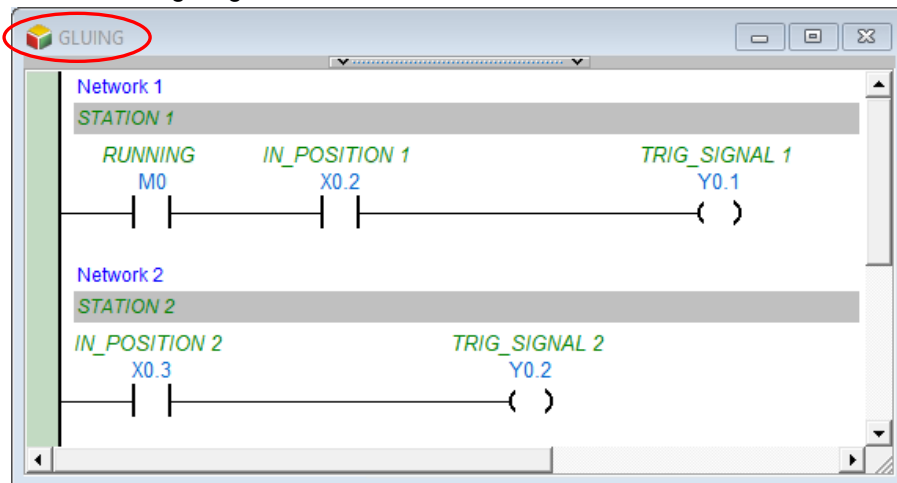 GLUING
Network 1
STATION 1
RUNNING IN_POSITION 1 TRIG_SIGNAL 1
M0 X0.2 Y0.1
Network 2
STATION 2
IN_POSITION 2 TRIG_SIGNAL 2
X0.3 Y0.2